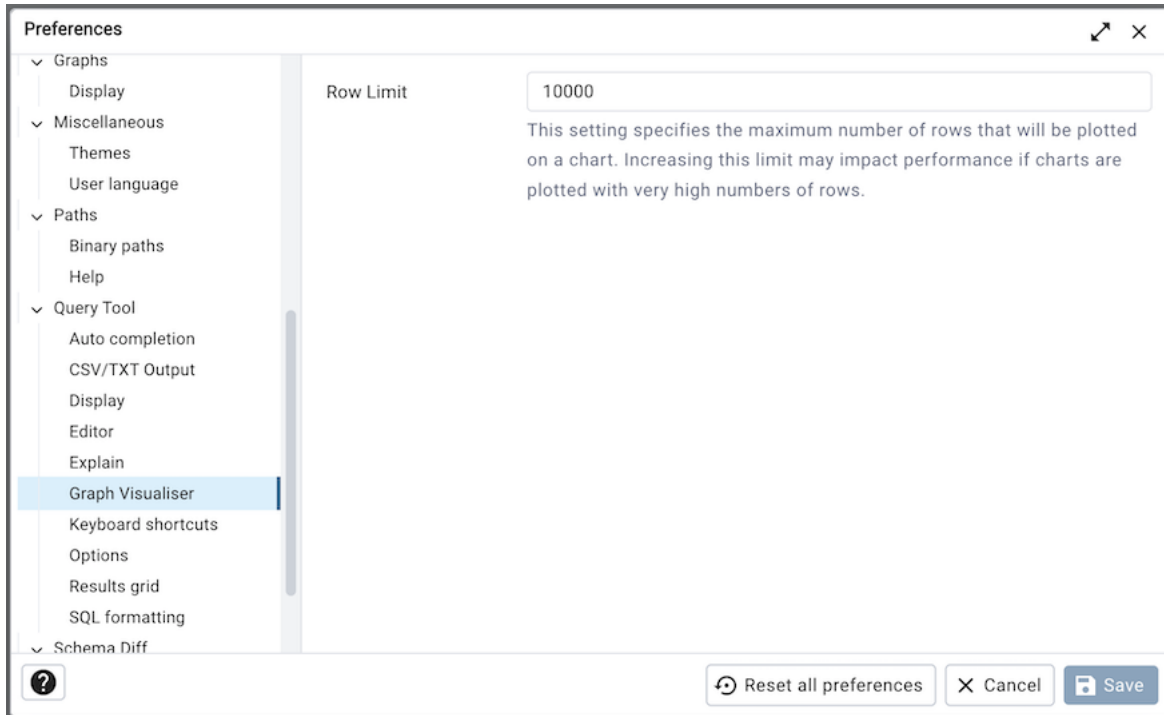 Preferences
Graphs
Display
Miscellaneous
Themes
User language
Paths
Binary paths
Help
Query Tool
Auto completion
CSV/TXT Output
Display
Editor
Explain
Graph Visualiser
Keyboard shortcuts
Options
Results grid
SQL formatting
Schema Diff
Row Limit
10000
This setting specifies the maximum number of rows that will be plotted
on a chart. Increasing this limit may impact performance if charts are
plotted with very high numbers of rows.
Reset all preferences
Cancel
Save